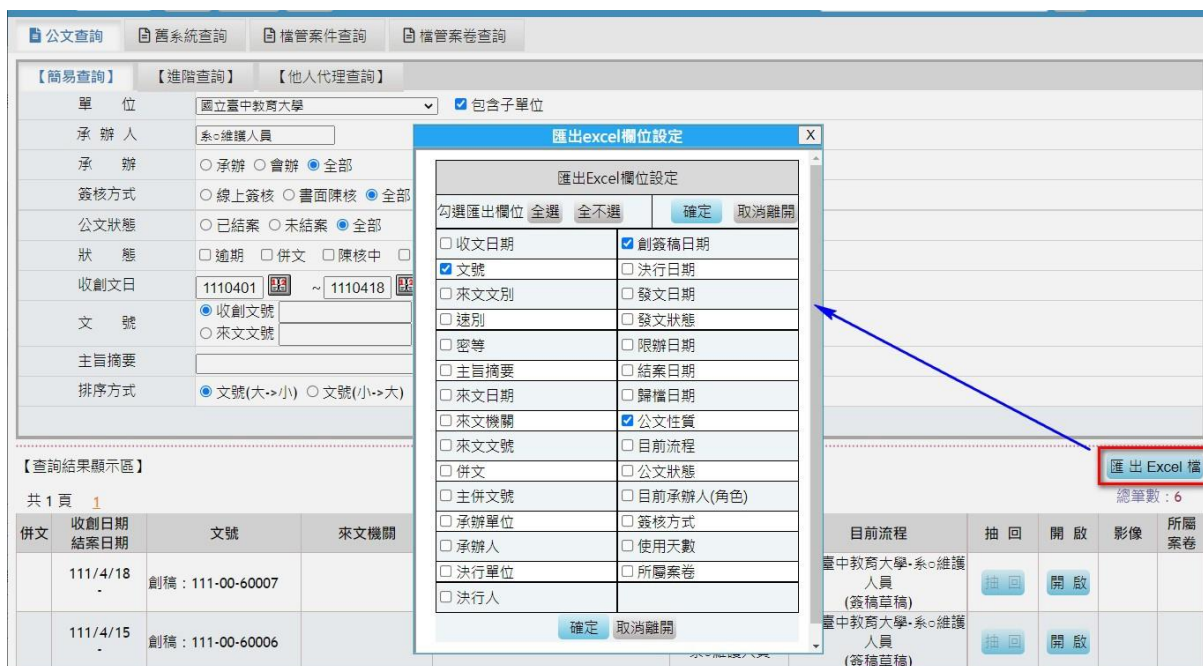 公文查詢 舊系統查詢 檔管案件查詢 檔管案卷查詢
【簡易查詢】 【進階查詢】 【他人代理查詢】
單 位 國立臺中教育大學 包含子單位
承 辦 人 系○維護人員
承 辦 承辦 會辦 全部
簽核方式 線上簽核 書面陳核 全部
公文狀態 已結案 未結案 全部
狀 態 逾期 併文 陳核中
收創文日 1110401 ~ 1110418
文 號 收創文號
來文文號
主旨摘要
排序方式 文號(大->小) 文號(小->大)
匯出excel欄位設定 X
匯出Excel欄位設定
勾選匯出欄位 全選 全不選 確定 取消離開
收文日期 創簽稿日期
文號 決行日期
來文文別 發文日期
速別 發文狀態
密等 限辦日期
主旨摘要 結案日期
來文日期 歸檔日期
來文機關 公文性質
來文文號 目前流程
併文 公文狀態
主併文號 目前承辦人(角色)
承辦單位 簽核方式
承辦人 使用天數
決行單位 所屬案卷
決行人
確定 取消離開
【查詢結果顯示區】 匯出Excel檔
共1頁 1 總筆數：6
併文 收創日期 文號 來文機關 目前流程 抽回 開啟 影像 所屬
結案日期 案卷
111/4/18 創稿：111-00-60007 臺中教育大學-系○維護
- 人員 抽回 開啟
(簽稿草稿)
111/4/15 創稿：111-00-60006 臺中教育大學-系○維護
- 人員 抽回 開啟
(簽稿草稿)